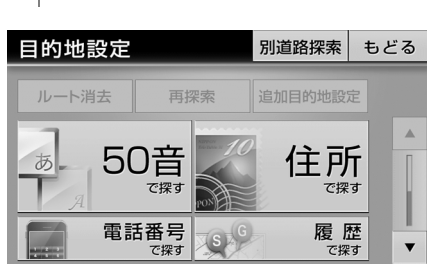 目的地設定 別道路探索 もどる
ルート消去 再探索 追加目的地設定
あ A 50音
で探す
10 住所
で探す
電話番号
で探す
S G 履歴
で探す